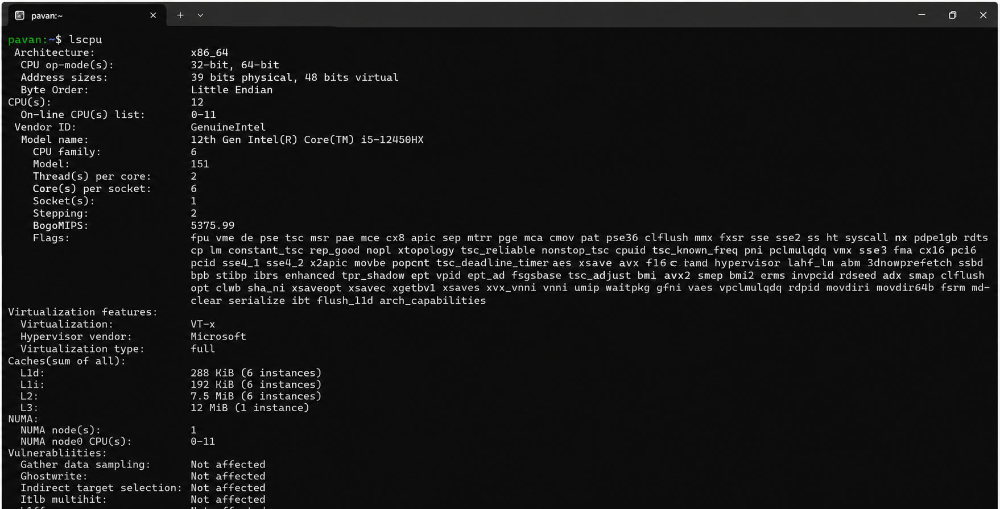 pavan:~
pavan:~$ lscpu
Architecture: x86_64
CPU op-mode(s): 32-bit, 64-bit
Address sizes: 39 bits physical, 48 bits virtual
Byte Order: Little Endian
CPU(s): 12
On-line CPU(s) list: 0-11
Vendor ID: GenuineIntel
Model name: 12th Gen Intel(R) Core(TM) i5-12450HX
CPU family: 6
Model: 151
Thread(s) per core: 2
Core(s) per socket: 6
Socket(s): 1
Stepping: 2
BogoMIPS: 5375.99
Flags: fpu vme de pse tsc msr pae mce cx8 apic sep mtrr pge mca cmov pat pse36 clflush mmx fxsr sse sse2 ss ht syscall nx pdpe1gb rdts
cp lm constant_tsc rep_good nopl xtopology tsc_reliable nonstop_tsc cpuid tsc_known_freq pni pclmulqdq vmx sse3 fma cx16 pci6
pcid sse4_1 sse4_2 x2apic movbe popcnt tsc_deadline_timer aes xsave avx f16c.tamd hypervisor lahf_lm abm 3dnowprefetch ssbd
bpb stibp ibrs enhanced tpr_shadow ept vpid ept_ad fsgsbase tsc_adjust bmi avx2 smep bmi2 erms invpcid rdseed adx smap clflush
opt clwb sha_ni xsaveopt xsavec xgetbv1 xsaves xvx_vnni vnni umip waitpkg gfni vaes vpclmulqdq rdpid movdiri movdir64b fsrm md-
clear serialize ibt flush_l1d arch_capabilities
Virtualization features:
Virtualization: VT-x
Hypervisor vendor: Microsoft
Virtualization type: full
Caches(sum of all):
L1d: 288 KiB (6 instances)
L1i: 192 KiB (6 instances)
L2: 7.5 MiB (6 instances)
L3: 12 MiB (1 instance)
NUMA:
NUMA node(s): 1
NUMA node0 CPU(s): 0-11
Vulnerabliities:
Gather data sampling: Not affected
Ghostwrite: Not affected
Indirect target selection: Not affected
Itlb multihit: Not affected